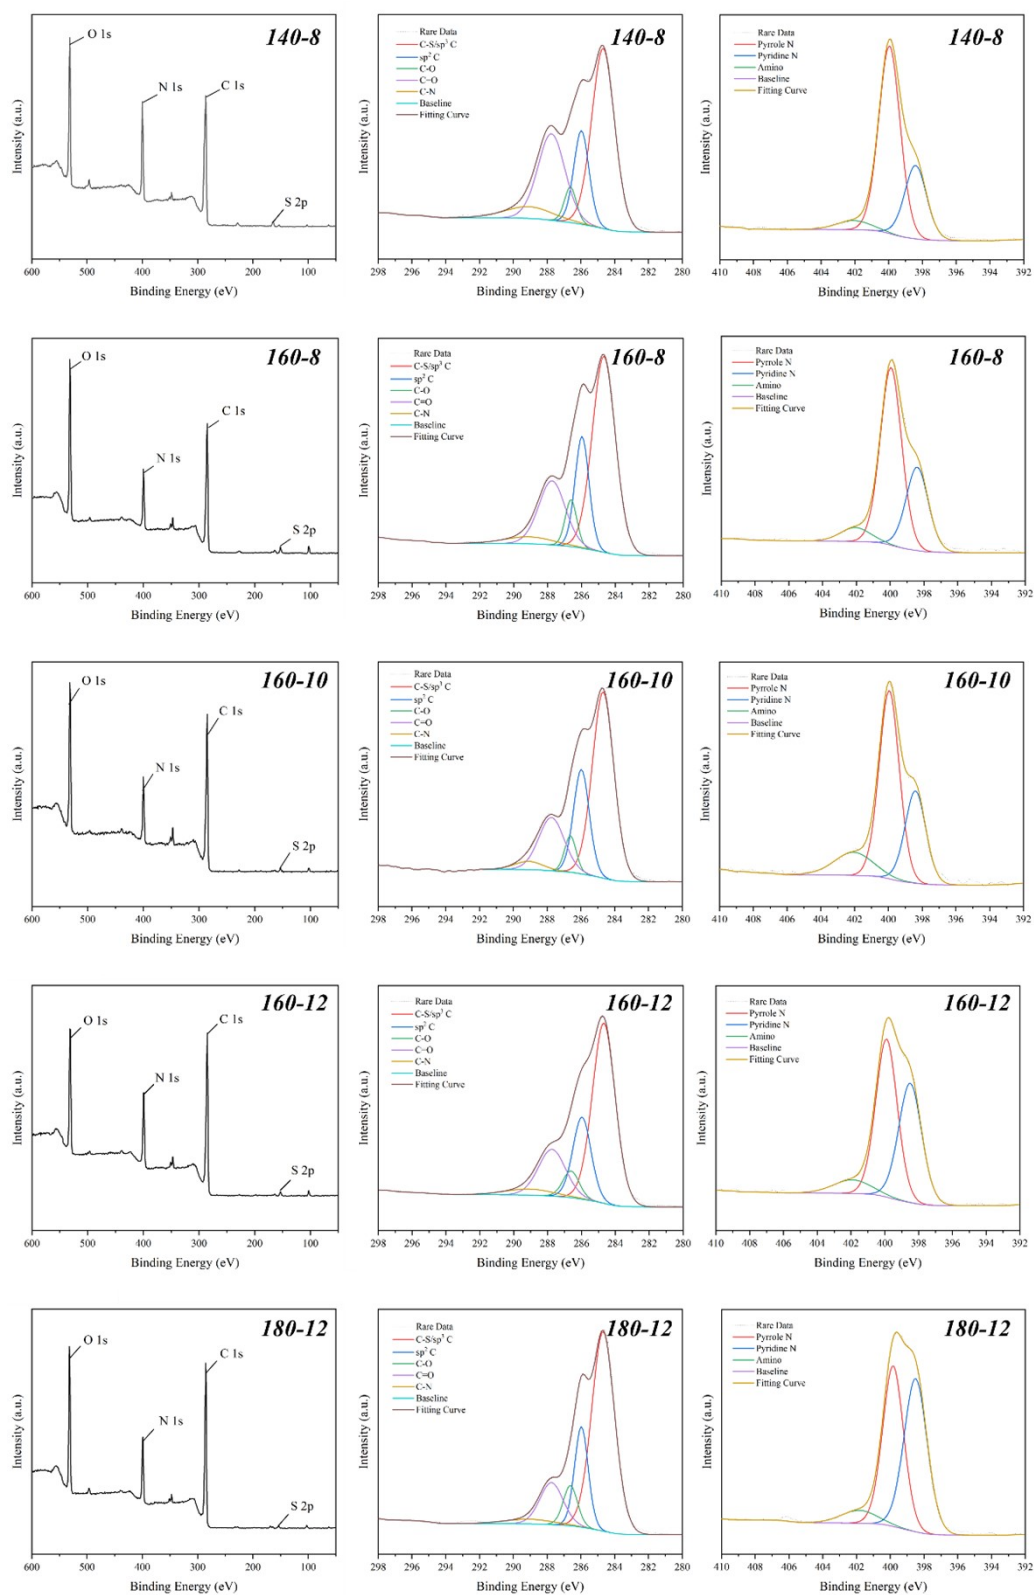 140-8
O 1s
N 1s
C 1s
S 2p
Intensity (a.u.)
600 500 400 300 200 100
Binding Energy (eV)
140-8
Rare Data
C-S/sp³ C
sp² C
C-O
C=O
C-N
Baseline
Fitting Curve
Intensity (a.u.)
298 296 294 292 290 288 286 284 282 280
Binding Energy (eV)
140-8
Rare Data
Pyrrole N
Pyridine N
Amino
Baseline
Fitting Curve
Intensity (a.u.)
410 408 406 404 402 400 398 396 394 392
Binding Energy (eV)
160-8
O 1s
C 1s
N 1s
S 2p
Intensity (a.u.)
600 500 400 300 200 100
Binding Energy (eV)
160-8
Rare Data
C-S/sp³ C
sp² C
C-O
C=O
C-N
Baseline
Fitting Curve
Intensity (a.u.)
298 296 294 292 290 288 286 284 282 280
Binding Energy (eV)
160-8
Rare Data
Pyrrole N
Pyridine N
Amino
Baseline
Fitting Curve
Intensity (a.u.)
410 408 406 404 402 400 398 396 394 392
Binding Energy (eV)
160-10
O 1s
C 1s
N 1s
S 2p
Intensity (a.u.)
600 500 400 300 200 100
Binding Energy (eV)
160-10
Rare Data
C-S/sp³ C
sp² C
C-O
C=O
C-N
Baseline
Fitting Curve
Intensity (a.u.)
298 296 294 292 290 288 286 284 282 280
Binding Energy (eV)
160-10
Rare Data
Pyrrole N
Pyridine N
Amino
Baseline
Fitting Curve
Intensity (a.u.)
410 408 406 404 402 400 398 396 394 392
Binding Energy (eV)
160-12
O 1s
C 1s
N 1s
S 2p
Intensity (a.u.)
600 500 400 300 200 100
Binding Energy (eV)
160-12
Rare Data
C-S/sp³ C
sp² C
C-O
C=O
C-N
Baseline
Fitting Curve
Intensity (a.u.)
298 296 294 292 290 288 286 284 282 280
Binding Energy (eV)
160-12
Rare Data
Pyrrole N
Pyridine N
Amino
Baseline
Fitting Curve
Intensity (a.u.)
410 408 406 404 402 400 398 396 394 392
Binding Energy (eV)
180-12
O 1s
C 1s
N 1s
S 2p
Intensity (a.u.)
600 500 400 300 200 100
Binding Energy (eV)
180-12
Rare Data
C-S/sp³ C
sp² C
C-O
C=O
C-N
Baseline
Fitting Curve
Intensity (a.u.)
298 296 294 292 290 288 286 284 282 280
Binding Energy (eV)
180-12
Rare Data
Pyrrole N
Pyridine N
Amino
Baseline
Fitting Curve
Intensity (a.u.)
410 408 406 404 402 400 398 396 394 392
Binding Energy (eV)